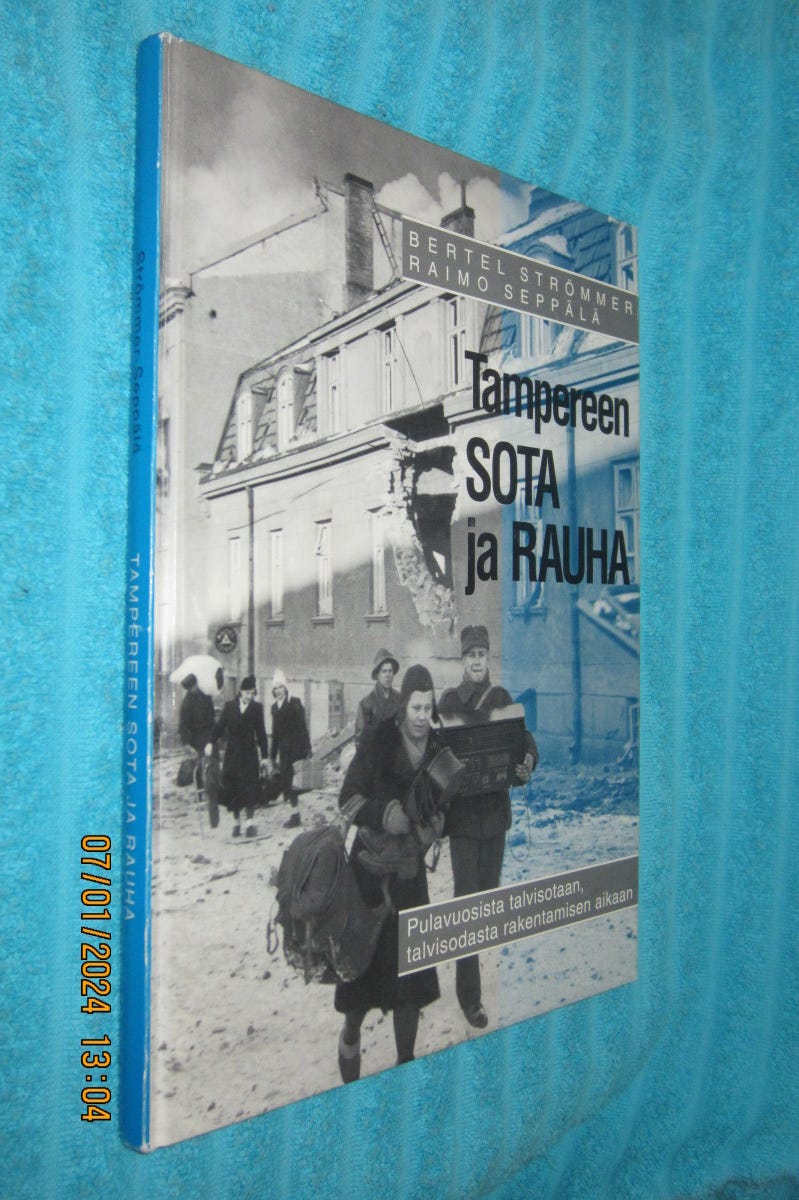 BERTEL STRÖMMER
RAIMO SEPPÄLÄ
Tampereen
SOTA
ja RAUHA
Pulavuosista talvisotaan,
talvisodasta rakentamisen aikaan
Strömmer-Seppälä TAMPEREEN SOTA JA RAUHA
07/01/2024 13:04